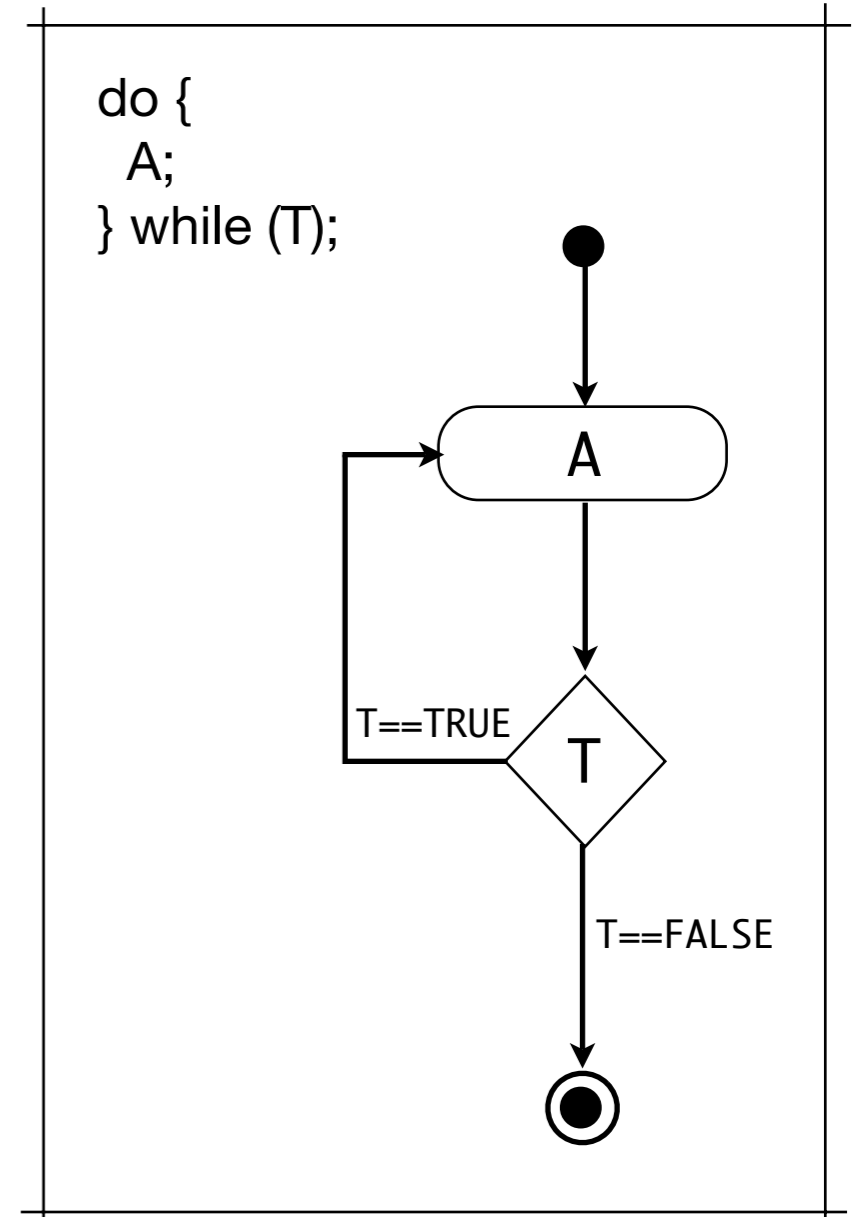 do {
A;
} while (T);
A
T==TRUE
T
T==FALSE